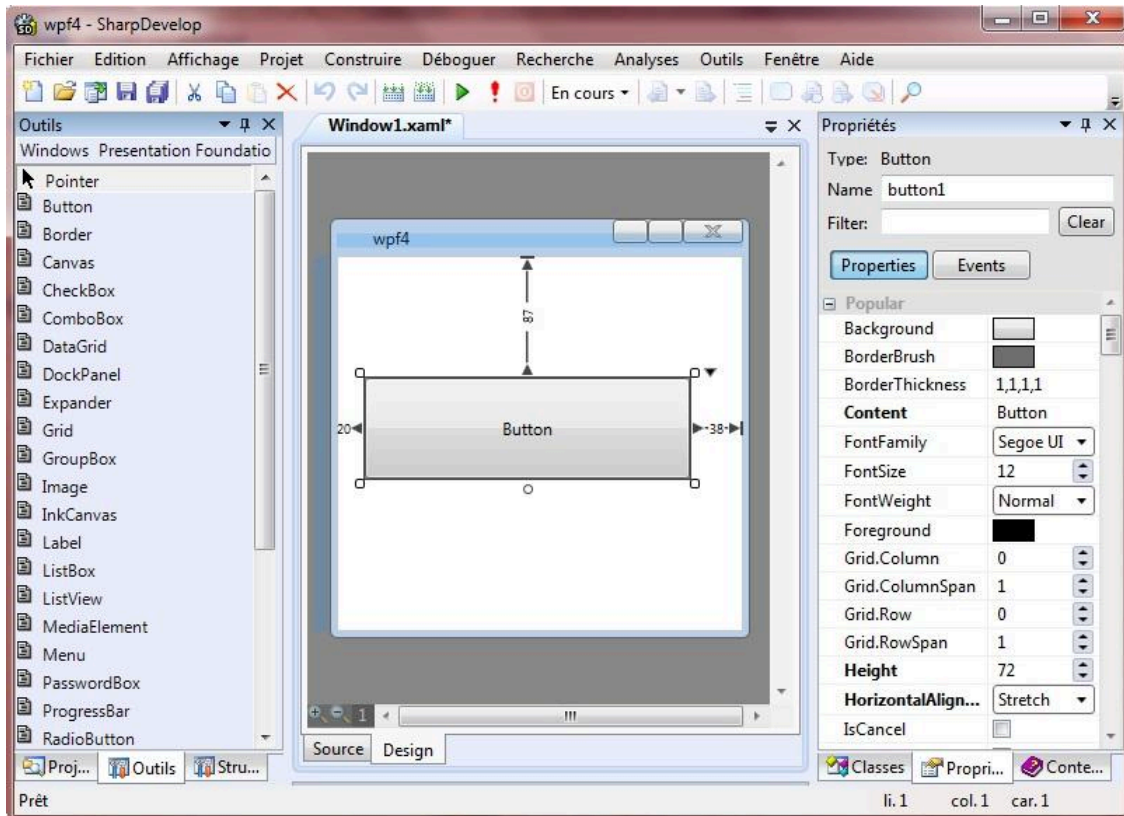 wpf4 - SharpDevelop
Fichier Edition Affichage Projet Construire Déboguer Recherche Analyses Outils Fenêtre Aide
En cours
Outils
Windows Presentation Foundatio
Pointer
Button
Border
Canvas
CheckBox
ComboBox
DataGrid
DockPanel
Expander
Grid
GroupBox
Image
InkCanvas
Label
ListBox
ListView
MediaElement
Menu
PasswordBox
ProgressBar
RadioButton
Proj... Outils Stru...
Window1.xaml*
wpf4
87
20
Button
38
1
Source Design
Propriétés
Type: Button
Name button1
Filter: Clear
Properties Events
Popular
Background
BorderBrush
BorderThickness 1,1,1,1
Content Button
FontFamily Segoe UI
FontSize 12
FontWeight Normal
Foreground
Grid.Column 0
Grid.ColumnSpan 1
Grid.Row 0
Grid.RowSpan 1
Height 72
HorizontalAlign... Stretch
IsCancel
Classes Propri... Conte...
Prêt li. 1 col. 1 car. 1